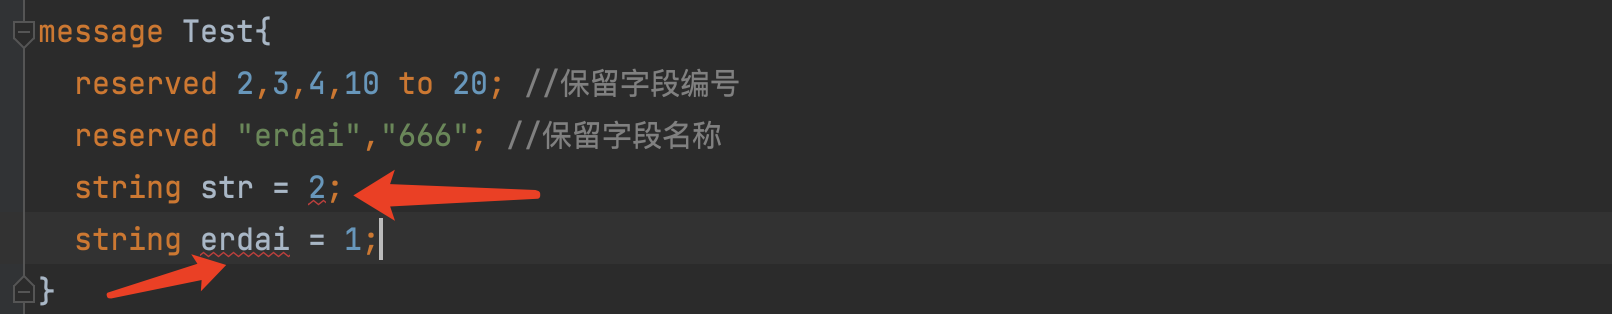 message Test{
reserved 2,3,4,10 to 20; //保留字段编号
reserved "erdai","666"; //保留字段名称
string str = 2;
string erdai = 1;
}